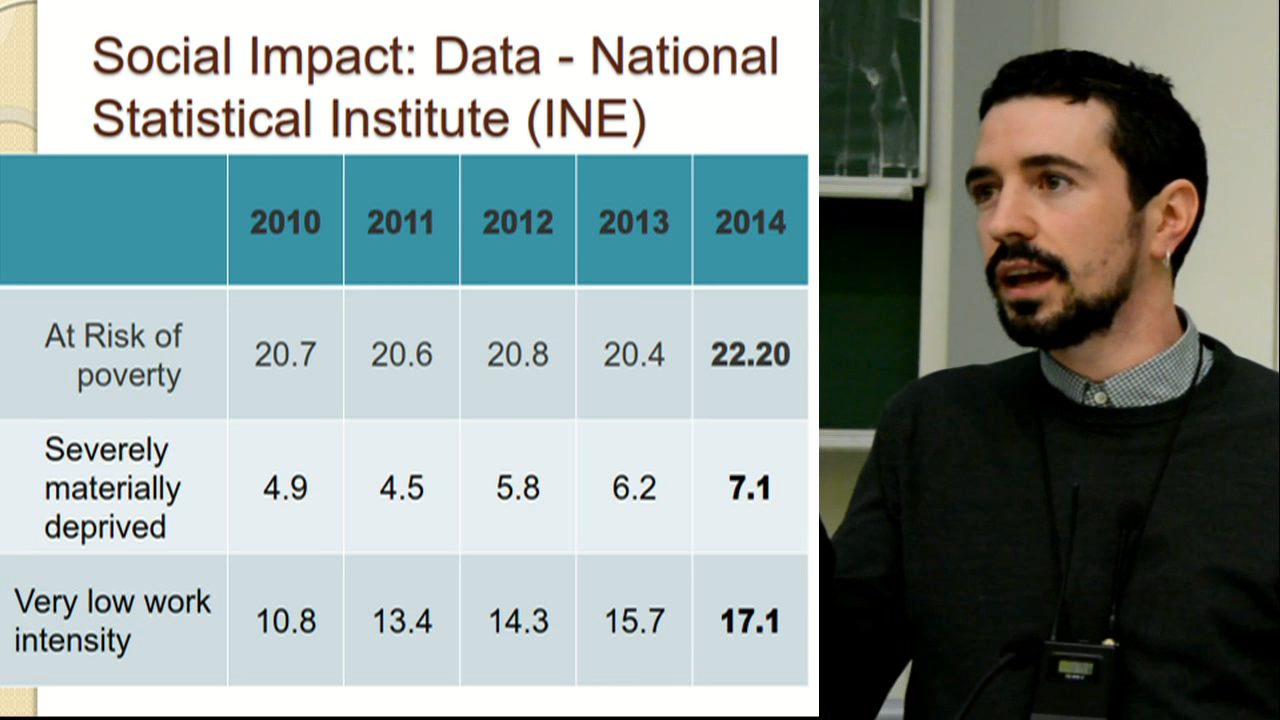 Social Impact: Data - National
Statistical Institute (INE)
2010 2011 2012 2013 2014
At Risk of
poverty
20.7 20.6 20.8 20.4 22.20
Severely
materially
deprived
4.9 4.5 5.8 6.2 7.1
Very low work
intensity
10.8 13.4 14.3 15.7 17.1